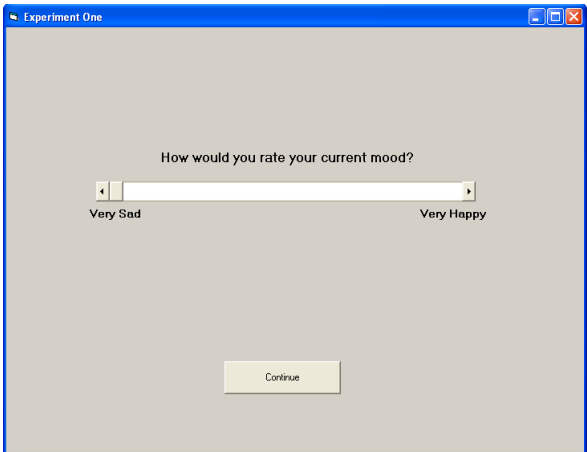 Experiment One
How would you rate your current mood?
Very Sad Very Happy
Continue